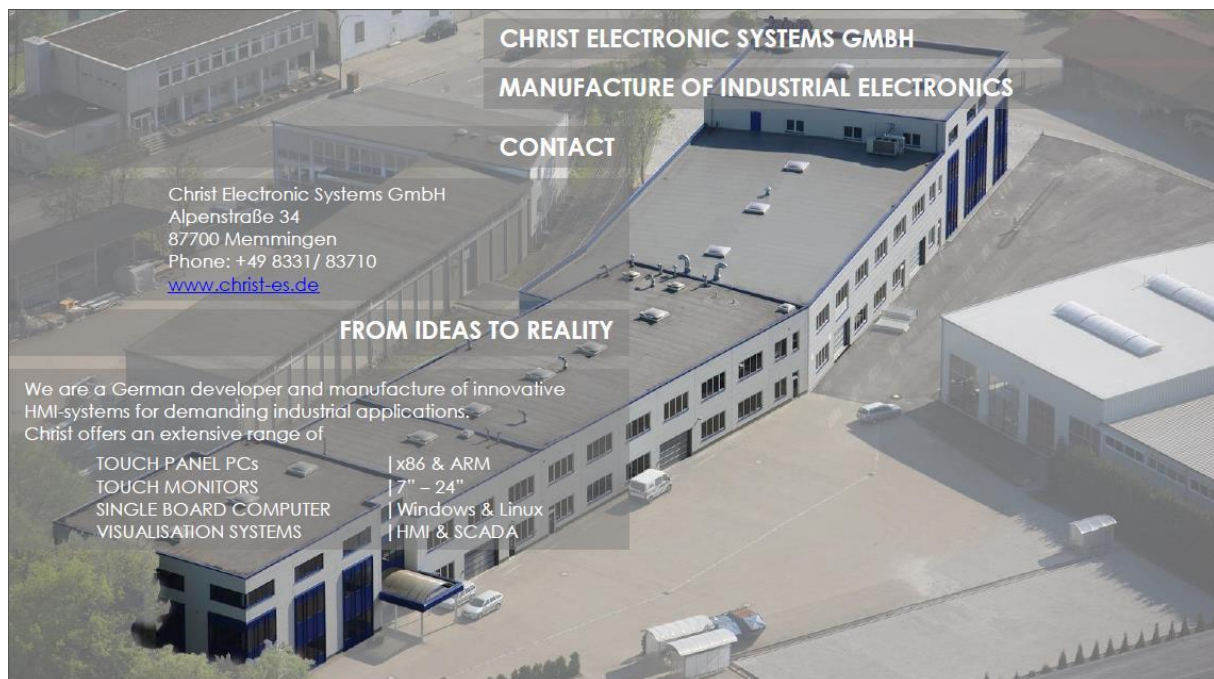 CHRIST ELECTRONIC SYSTEMS GMBH
MANUFACTURE OF INDUSTRIAL ELECTRONICS
CONTACT
Christ Electronic Systems GmbH
Alpenstraße 34
87700 Memmingen
Phone: +49 8331/ 83710
www.christ-es.de
FROM IDEAS TO REALITY
We are a German developer and manufacture of innovative
HMI-systems for demanding industrial applications.
Christ offers an extensive range of
TOUCH PANEL PCs |x86 & ARM
TOUCH MONITORS |7” – 24”
SINGLE BOARD COMPUTER |Windows & Linux
VISUALISATION SYSTEMS |HMI & SCADA